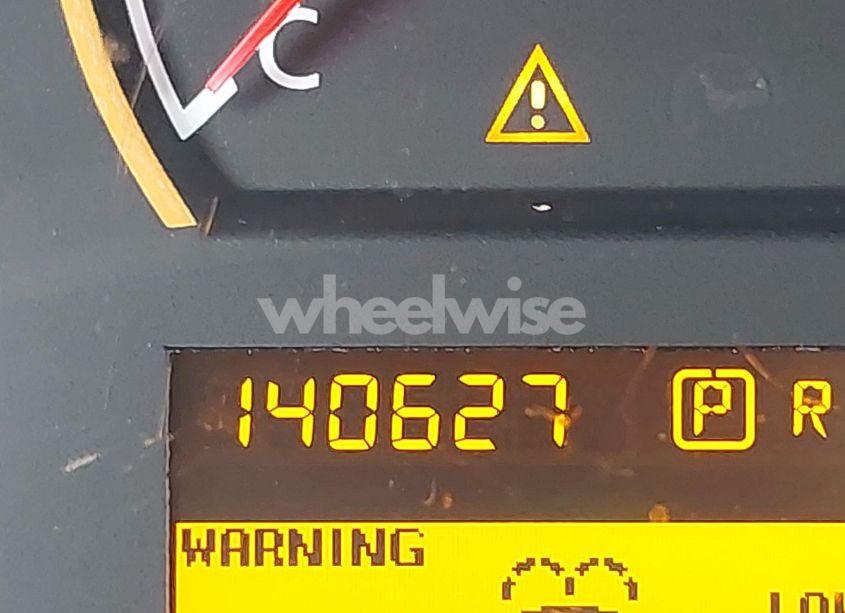 C
wheelwise
140627 P R
WARNING